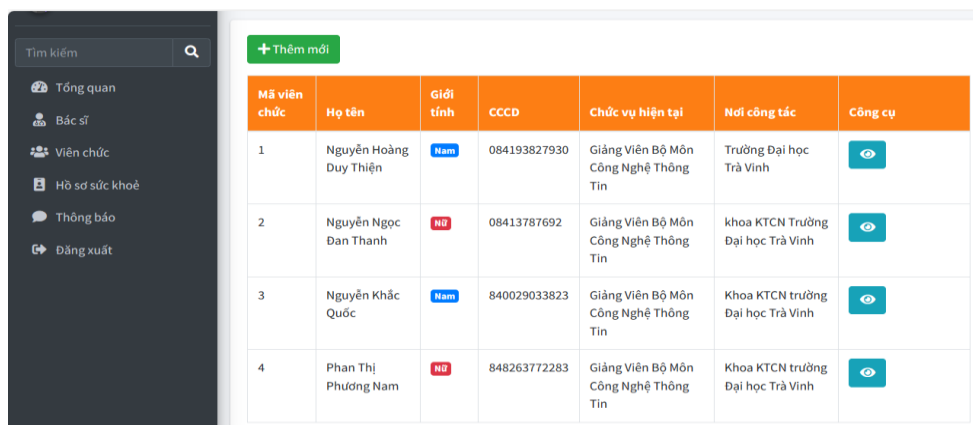 Tìm kiếm
Tổng quan
Bác sĩ
Viên chức
Hồ sơ sức khoẻ
Thông báo
Đăng xuất
Thêm mới
Mã viên chức Họ tên Giới tính CCCD Chức vụ hiện tại Nơi công tác Công cụ
1 Nguyễn Hoàng Duy Thiện Nam 084193827930 Giảng Viên Bộ Môn Công Nghệ Thông Tin Trường Đại học Trà Vinh
2 Nguyễn Ngọc Đan Thanh Nữ 08413787692 Giảng Viên Bộ Môn Công Nghệ Thông Tin khoa KTCN Trường Đại học Trà Vinh
3 Nguyễn Khắc Quốc Nam 840029033823 Giảng Viên Bộ Môn Công Nghệ Thông Tin Khoa KTCN trường Đại học Trà Vinh
4 Phan Thị Phương Nam Nữ 848263772283 Giảng Viên Bộ Môn Công Nghệ Thông Tin Khoa KTCN trường Đại học Trà Vinh